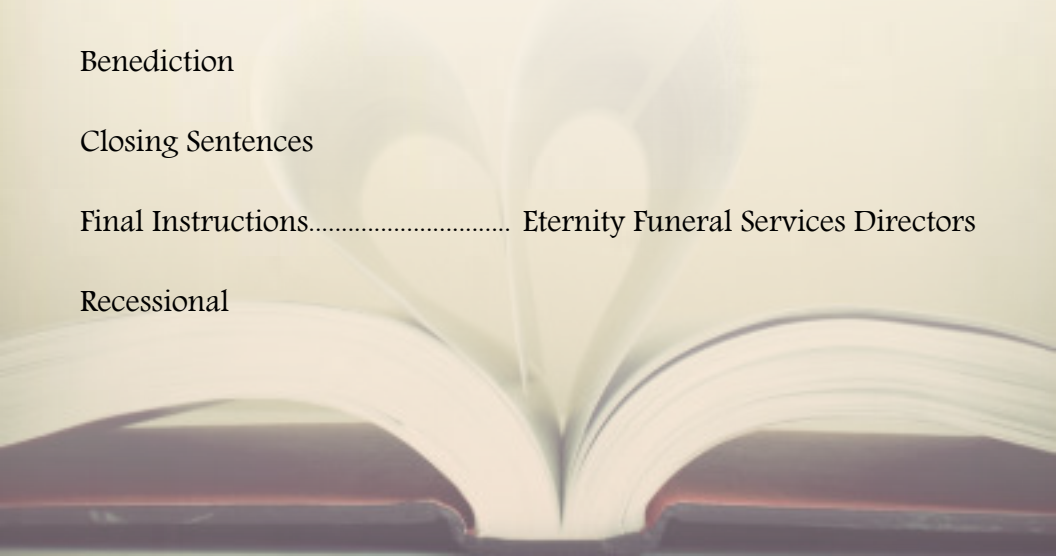 Benediction
Closing Sentences
Final Instructions............................... Eternity Funeral Services Directors
Recessional